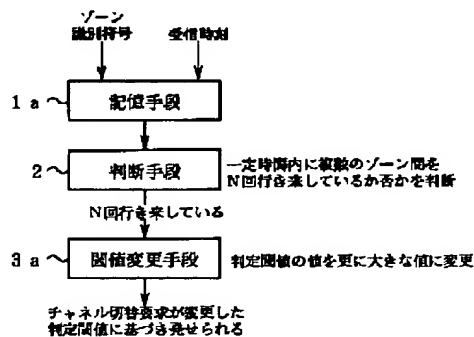 ゾーン
識別符号
受信時刻
1a
記憶手段
2
判断手段
一定時間内に複数のゾーン間を
N回行き来しているか否かを判断
N回行き来している
3a
閾値変更手段
判定閾値の値を更に大きな値に変更
チャネル切替要求が変更した
判定閾値に基づき発せられる